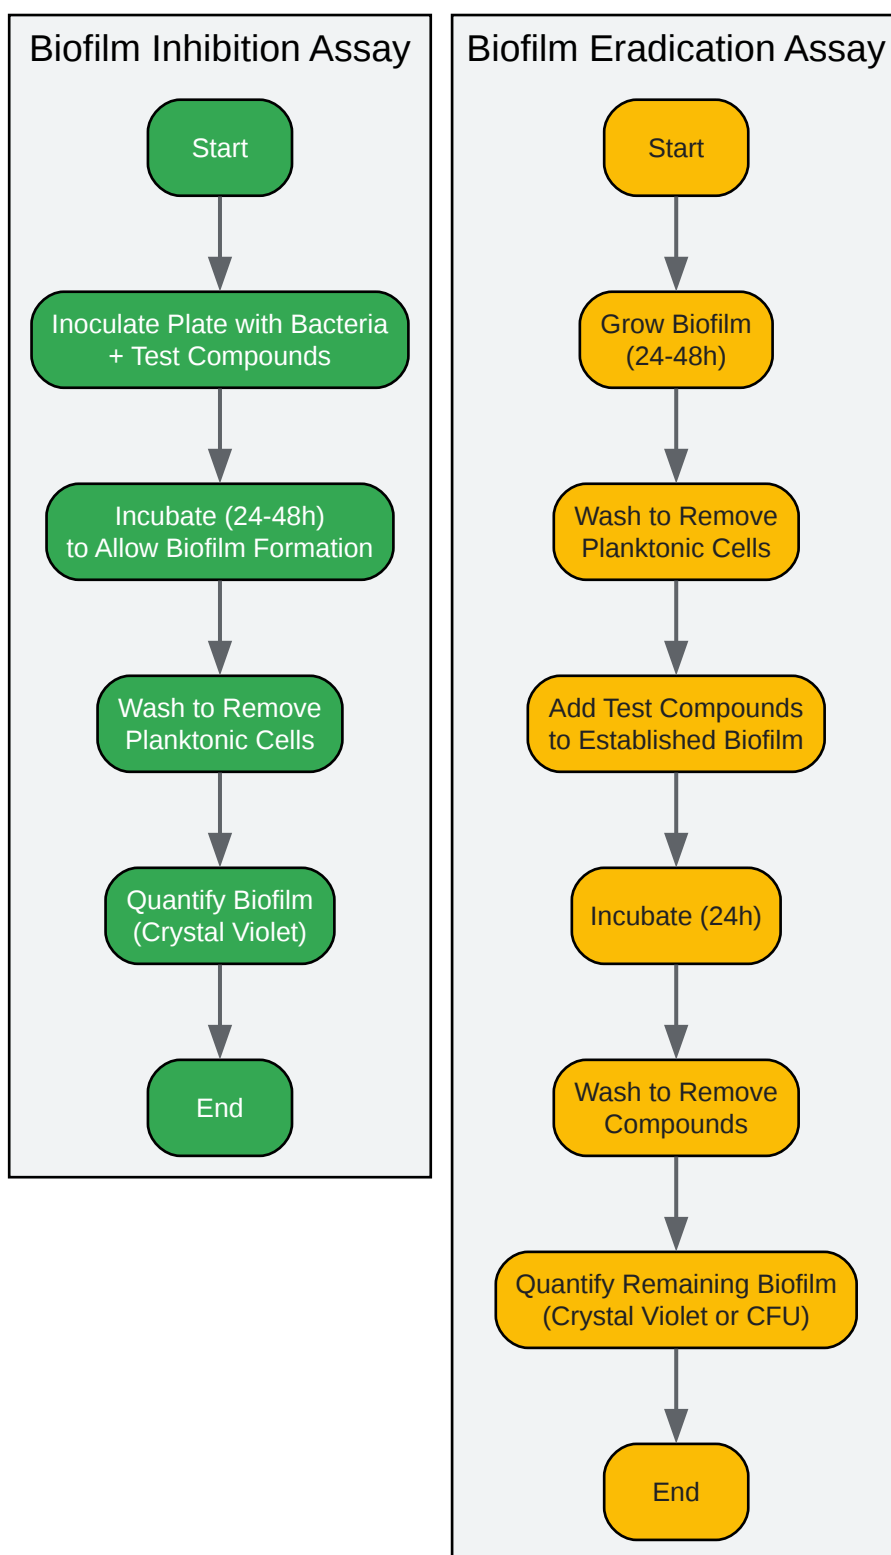 Biofilm Inhibition Assay
Start
Inoculate Plate with Bacteria
+ Test Compounds
Incubate (24-48h)
to Allow Biofilm Formation
Wash to Remove
Planktonic Cells
Quantify Biofilm
(Crystal Violet)
End
Biofilm Eradication Assay
Start
Grow Biofilm
(24-48h)
Wash to Remove
Planktonic Cells
Add Test Compounds
to Established Biofilm
Incubate (24h)
Wash to Remove
Compounds
Quantify Remaining Biofilm
(Crystal Violet or CFU)
End